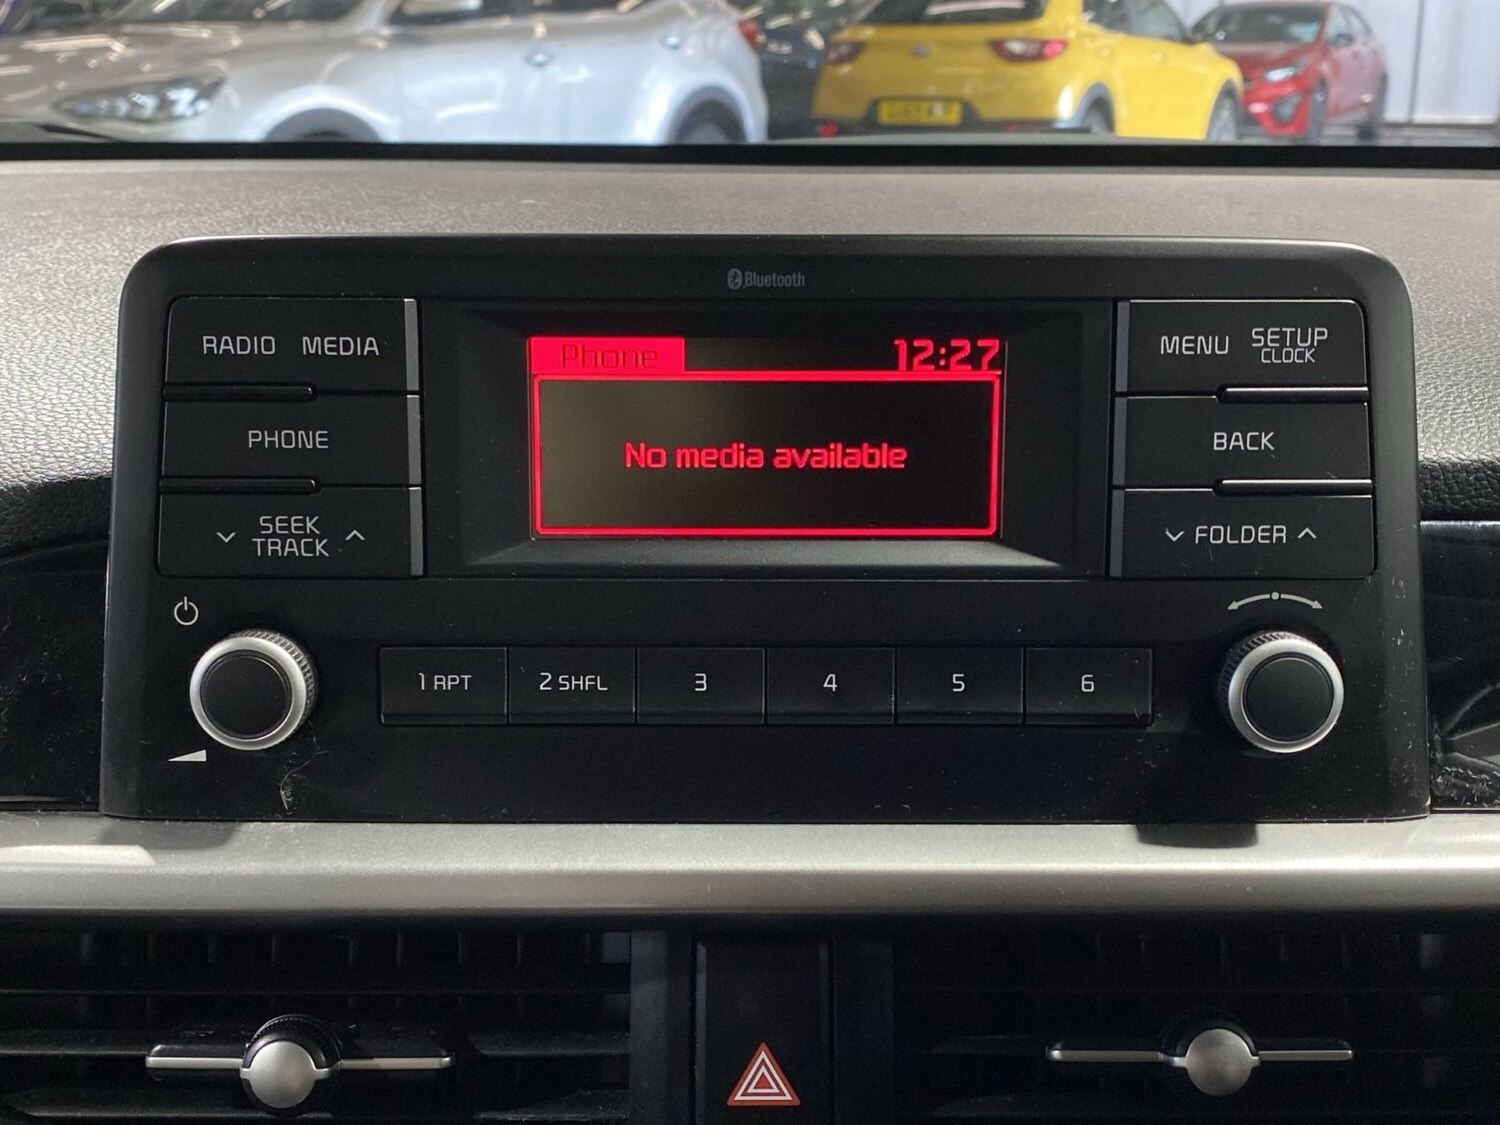 Bluetooth
RADIO MEDIA
Phone 12:27
MENU SETUP
CLOCK
PHONE
No media available
BACK
SEEK
TRACK
FOLDER
1 RPT 2 SHFL 3 4 5 6